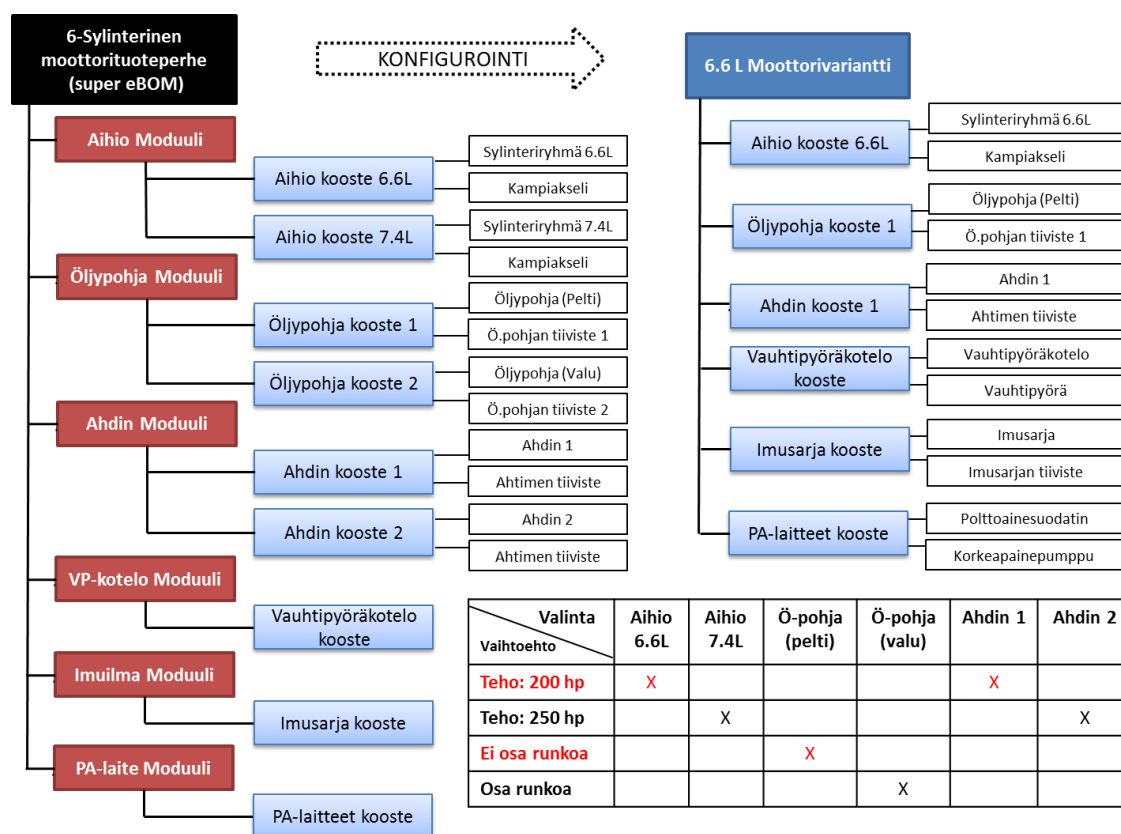 6-Sylinterinen
moottorituoteperhe
(super eBOM)
KONFIGUROINTI
6.6 L Moottorivariantti
Aihio Moduuli
Aihio kooste 6.6L
Sylinteriryhmä 6.6L
Kampiakseli
Aihio kooste 7.4L
Sylinteriryhmä 7.4L
Kampiakseli
Öljypohja Moduuli
Öljypohja kooste 1
Öljypohja (Pelti)
Ö.pohjan tiiviste 1
Öljypohja kooste 2
Öljypohja (Valu)
Ö.pohjan tiiviste 2
Ahdin Moduuli
Ahdin kooste 1
Ahdin 1
Ahtimen tiiviste
Ahdin kooste 2
Ahdin 2
Ahtimen tiiviste
VP-kotelo Moduuli
Vauhtipyöräkotelo
kooste
Imuilma Moduuli
Imusarja kooste
PA-laite Moduuli
PA-laitteet kooste
Aihio kooste 6.6L
Sylinteriryhmä 6.6L
Kampiakseli
Öljypohja kooste 1
Öljypohja (Pelti)
Ö.pohjan tiiviste 1
Ahdin kooste 1
Ahdin 1
Ahtimen tiiviste
Vauhtipyöräkotelo
kooste
Vauhtipyöräkotelo
Vauhtipyörä
Imusarja kooste
Imusarja
Imusarjan tiiviste
PA-laitteet kooste
Polttoainesuodatin
Korkeapainepumppu
Valinta
Vaihtoehto
Aihio
6.6L
Aihio
7.4L
Ö-pohja
(pelti)
Ö-pohja
(valu)
Ahdin 1
Ahdin 2
Teho: 200 hp X X
Teho: 250 hp X X
Ei osa runkoa X
Osa runkoa X